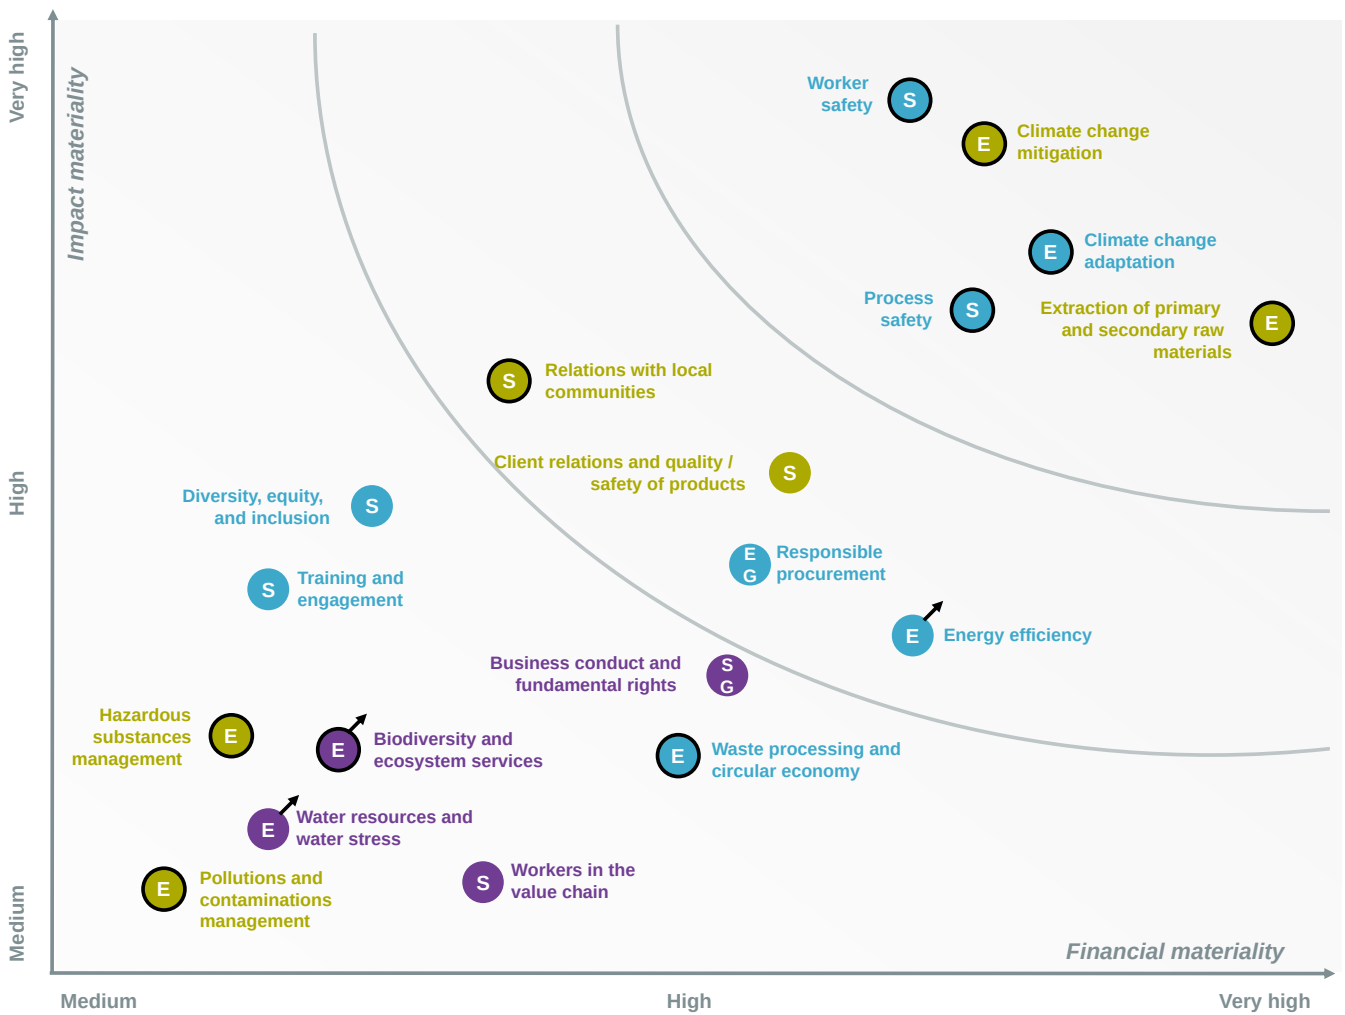 Very high
Impact materiality
High
Medium
Worker
safety
S
E
Climate change
mitigation
E
Climate change
adaptation
Process
safety
S
Extraction of primary
and secondary raw
materials
E
S
Relations with local
communities
Client relations and quality /
safety of products
S
Diversity, equity,
and inclusion
S
E
G
Responsible
procurement
S
Training and
engagement
E
Energy efficiency
Business conduct and
fundamental rights
S
G
Hazardous
substances
management
E
E
Biodiversity and
ecosystem services
E
Waste processing and
circular economy
E
Water resources and
water stress
E
Pollutions and
contaminations
management
S
Workers in the
value chain
Financial materiality
Medium
High
Very high